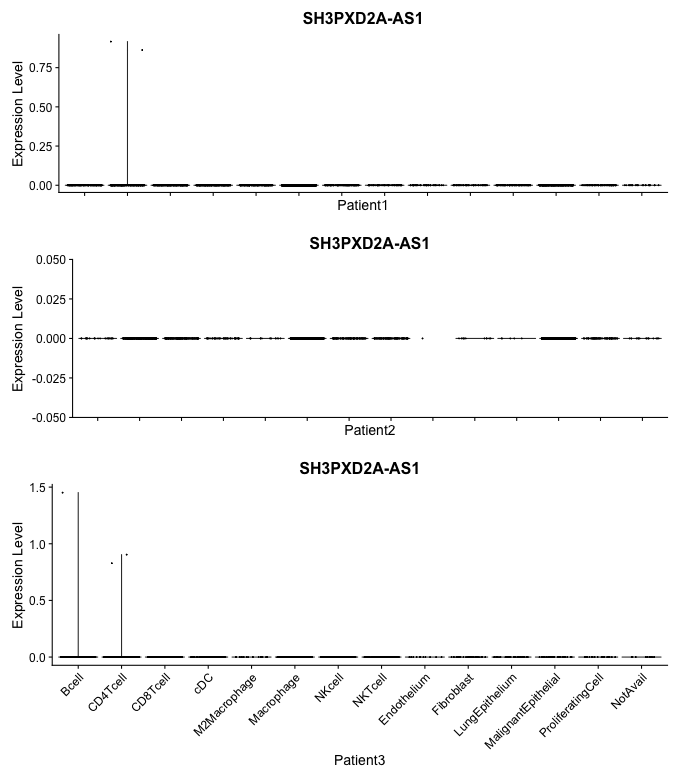 SH3PXD2A-AS1
Expression Level
0.75
0.50
0.25
0.00
Patient1
SH3PXD2A-AS1
Expression Level
0.050
0.025
0.000
-0.025
-0.050
Patient2
SH3PXD2A-AS1
Expression Level
1.5
1.0
0.5
0.0
Bcell
CD4Tcell
CD8Tcell
cDC
M2Macrophage
Macrophage
NKcell
NKTcell
Endothelium
Fibroblast
LungEpithelium
MalignantEpithelial
ProliferatingCell
NotAvail
Patient3